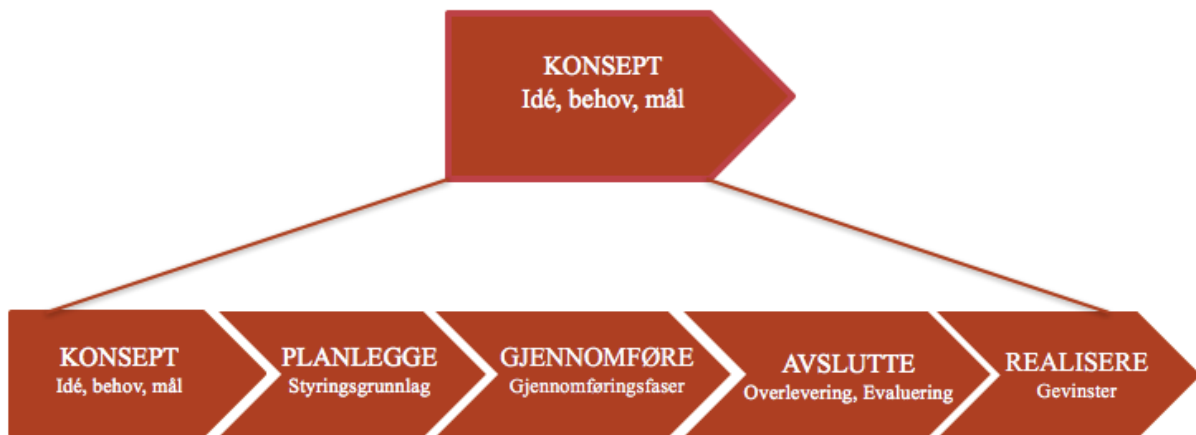 KONSEPT
Idé, behov, mål
KONSEPT
Idé, behov, mål
PLANLEGGE
Styringsgrunnlag
GJENNOMFØRE
Gjennomføringsfaser
AVSLUTTE
Overlevering, Evaluering
REALISERE
Gevinster